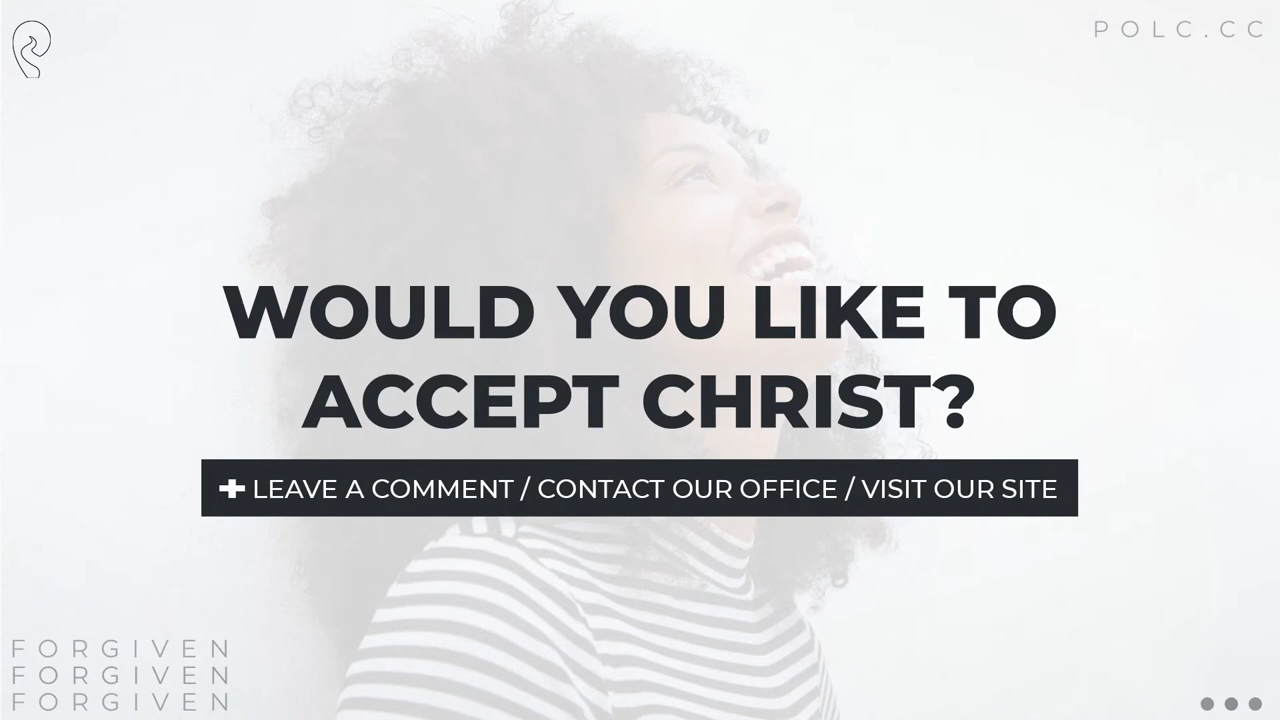 POLC.CC
WOULD YOU LIKE TO
ACCEPT CHRIST?
LEAVE A COMMENT / CONTACT OUR OFFICE / VISIT OUR SITE
FORGIVEN
FORGIVEN
FORGIVEN